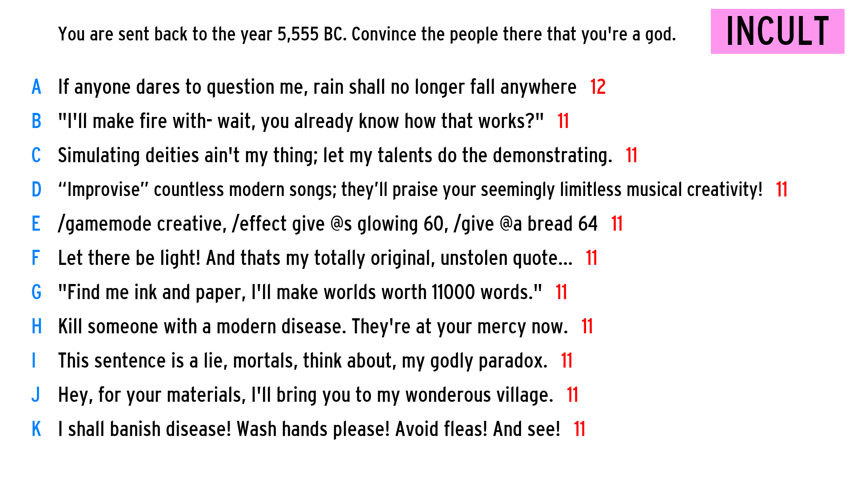 You are sent back to the year 5,555 BC. Convince the people there that you're a god.
INCULT
A If anyone dares to question me, rain shall no longer fall anywhere 12
B "I'll make fire with- wait, you already know how that works?" 11
C Simulating deities ain't my thing; let my talents do the demonstrating. 11
D “Improvise” countless modern songs; they’ll praise your seemingly limitless musical creativity! 11
E /gamemode creative, /effect give @s glowing 60, /give @a bread 64 11
F Let there be light! And thats my totally original, unstolen quote... 11
G "Find me ink and paper, I'll make worlds worth 11000 words." 11
H Kill someone with a modern disease. They're at your mercy now. 11
I This sentence is a lie, mortals, think about, my godly paradox. 11
J Hey, for your materials, I'll bring you to my wonderous village. 11
K I shall banish disease! Wash hands please! Avoid fleas! And see! 11